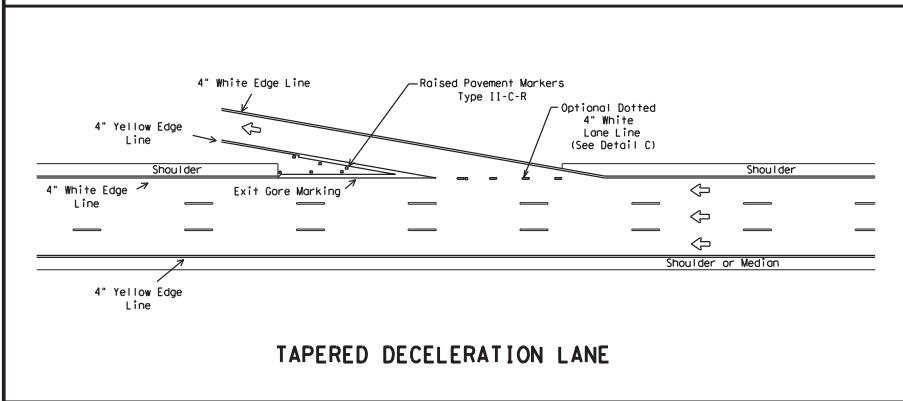 4" White Edge Line
Raised Pavement Markers
Type II-C-R
Optional Dotted
4" White
Lane Line
(See Detail C)
4" Yellow Edge
Line
Shoulder
Shoulder
4" White Edge
Line
Exit Gore Marking
Shoulder or Median
4" Yellow Edge
Line
TAPERED DECELERATION LANE